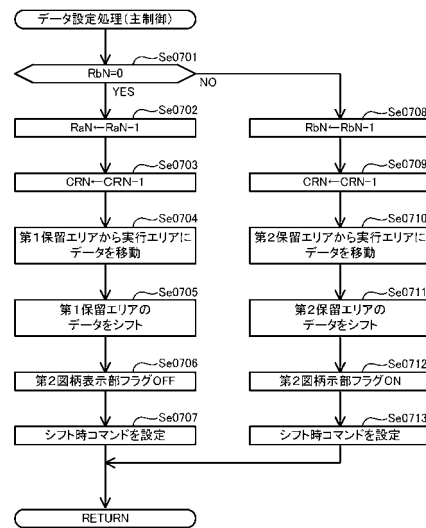 データ設定処理(主制御)
Se0701
RbN=0
YES
NO
Se0702
RaN←RaN-1
Se0703
CRN←CRN-1
Se0704
第1保留エリアから実行エリアに
データを移動
Se0705
第1保留エリアの
データをシフト
Se0706
第2図柄表示部フラグOFF
Se0707
シフト時コマンドを設定
Se0708
RbN←RbN-1
Se0709
CRN←CRN-1
Se0710
第2保留エリアから実行エリアに
データを移動
Se0711
第2保留エリアの
データをシフト
Se0712
第2図柄示部フラグON
Se0713
シフト時コマンドを設定
RETURN